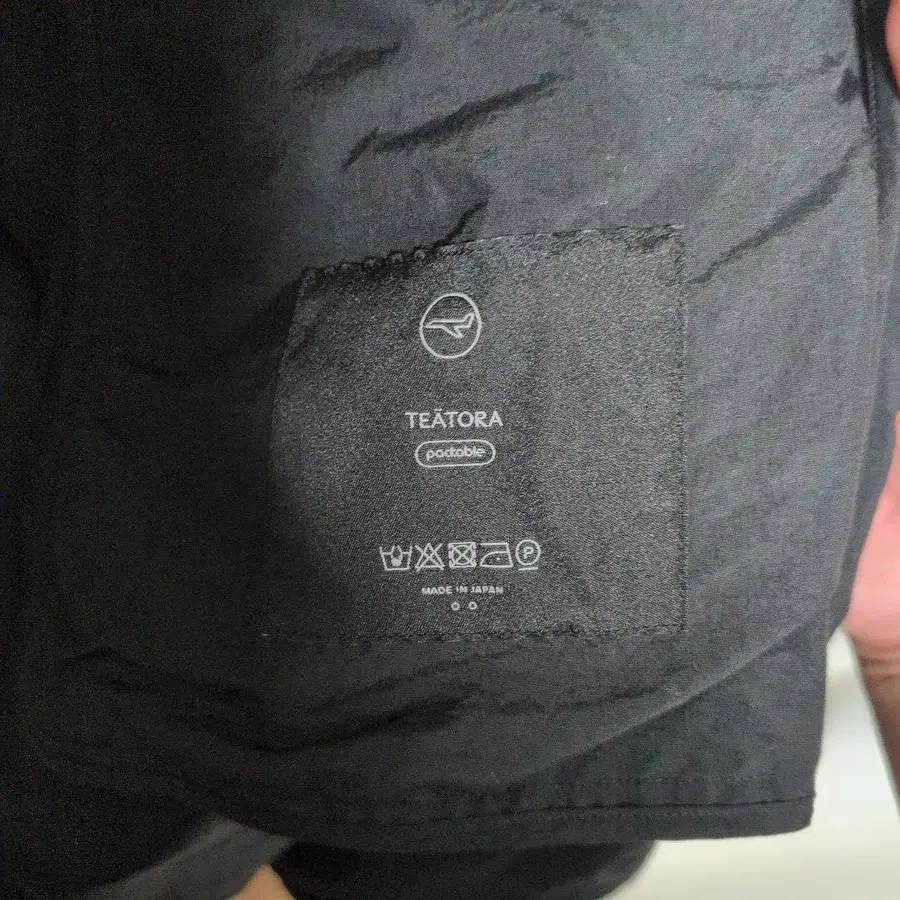 TEÄTORA
packable
P
MADE IN JAPAN